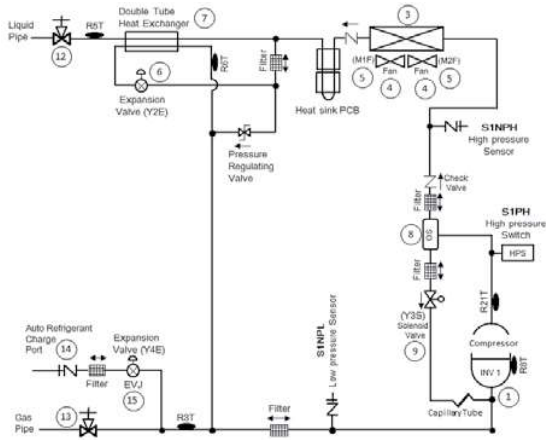 Liquid
Pipe
R5T
12
Double Tube
Heat Exchanger
7
R6T
6
Expansion
Valve (Y2E)
Filter
Pressure
Regulating
Valve
Heat sink PCB
3
(M1F)
Fan
Fan
(M2F)
5
4
4
5
S1NPH
High pressure
Sensor
Check
Valve
Filter
S1PH
High pressure
Switch
8
OS
HPS
Filter
R21T
(Y3S)
Solenoid
Valve
9
Compressor
INV 1
R8T
1
Capillary Tube
S1NPL
Low pressure Sensor
Auto Refrigerant
Charge
Port
14
Filter
Expansion
Valve (Y4E)
EVJ
15
Gas
Pipe
13
R3T
Filter